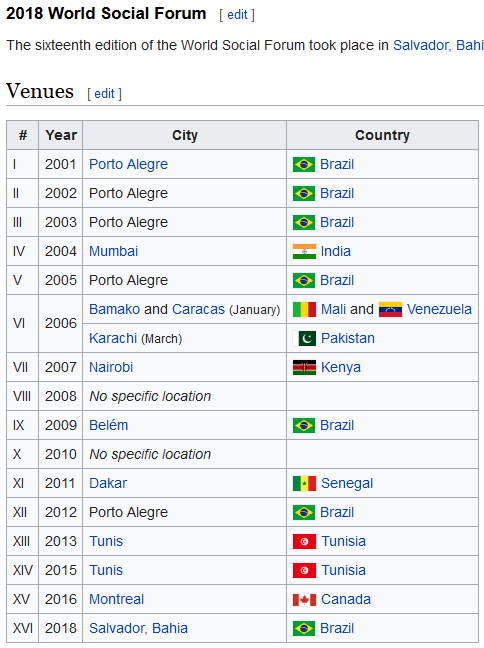 2018 World Social Forum [ edit ]
The sixteenth edition of the World Social Forum took place in Salvador, Bahi
Venues [ edit ]
# Year City Country
I 2001 Porto Alegre Brazil
II 2002 Porto Alegre Brazil
III 2003 Porto Alegre Brazil
IV 2004 Mumbai India
V 2005 Porto Alegre Brazil
VI 2006 Bamako and Caracas (January) Mali and Venezuela
Karachi (March) Pakistan
VII 2007 Nairobi Kenya
VIII 2008 No specific location
IX 2009 Belém Brazil
X 2010 No specific location
XI 2011 Dakar Senegal
XII 2012 Porto Alegre Brazil
XIII 2013 Tunis Tunisia
XIV 2015 Tunis Tunisia
XV 2016 Montreal Canada
XVI 2018 Salvador, Bahia Brazil